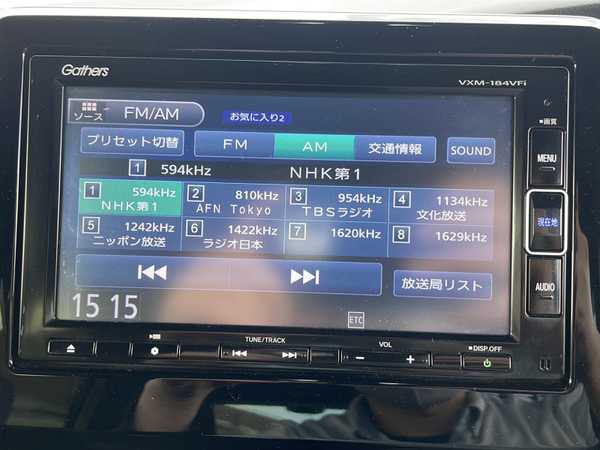 Gathers
VXM-184VFi
ソース FM/AM お気に入り2
プリセット切替 FM AM 交通情報 SOUND
1 594kHz NHK第1
1 594kHz 2 810kHz 3 954kHz 4 1134kHz
NHK第1 AFN Tokyo TBSラジオ 文化放送
5 1242kHz 6 1422kHz 7 1620kHz 8 1629kHz
ニッポン放送 ラジオ日本
放送局リスト
15 15
ETC
画質
MENU
現在地
AUDIO
TUNE/TRACK
VOL
DISP.OFF